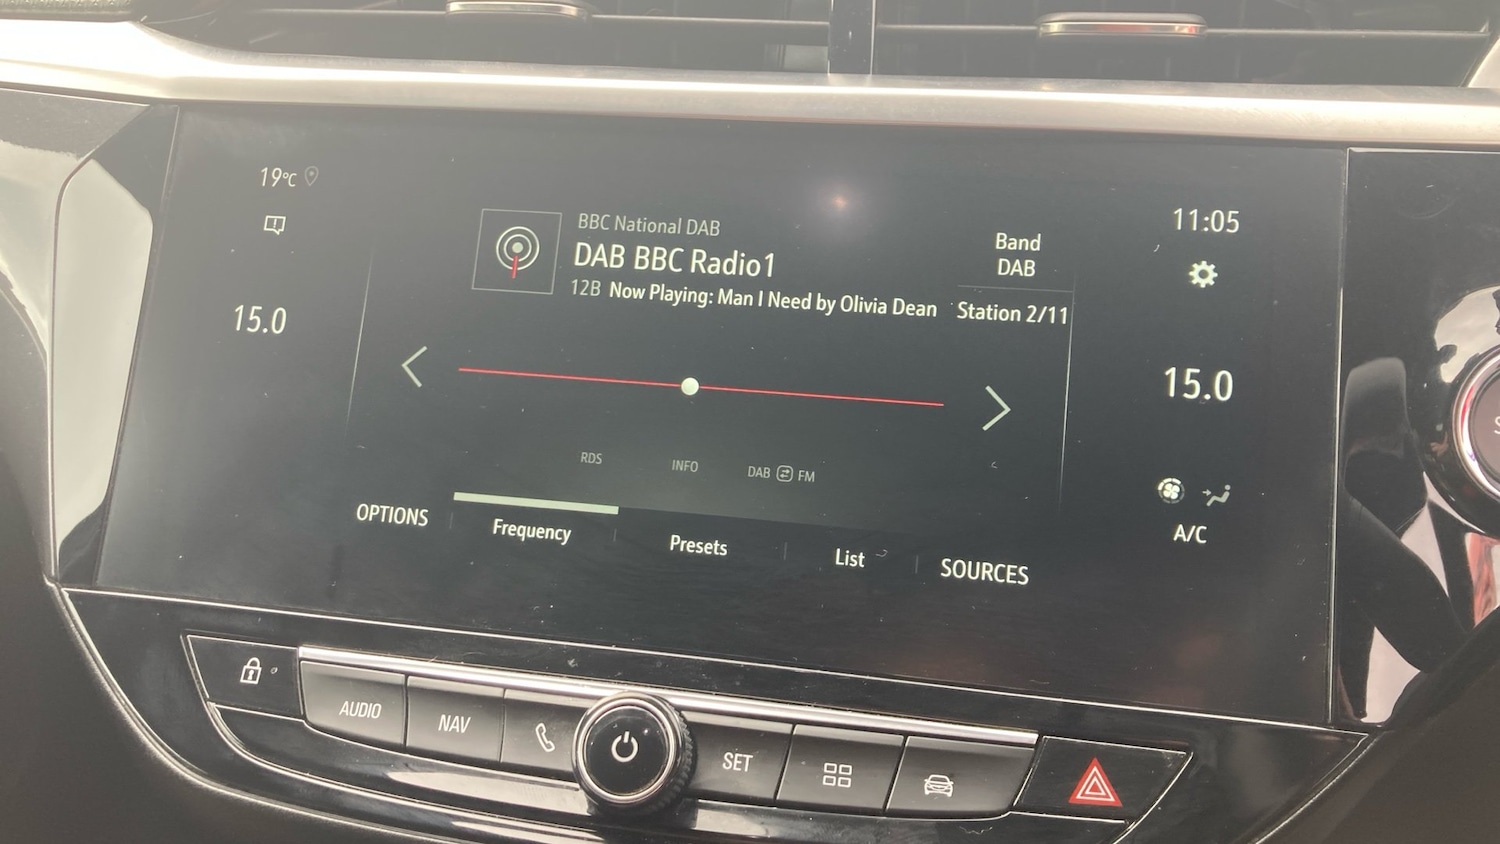 19°C
15.0
BBC National DAB
DAB BBC Radio1
12B Now Playing: Man I Need by Olivia Dean
Band
DAB
Station 2/11
11:05
15.0
A/C
RDS
INFO
DAB FM
OPTIONS
Frequency
Presets
List
SOURCES
AUDIO
NAV
SET
S